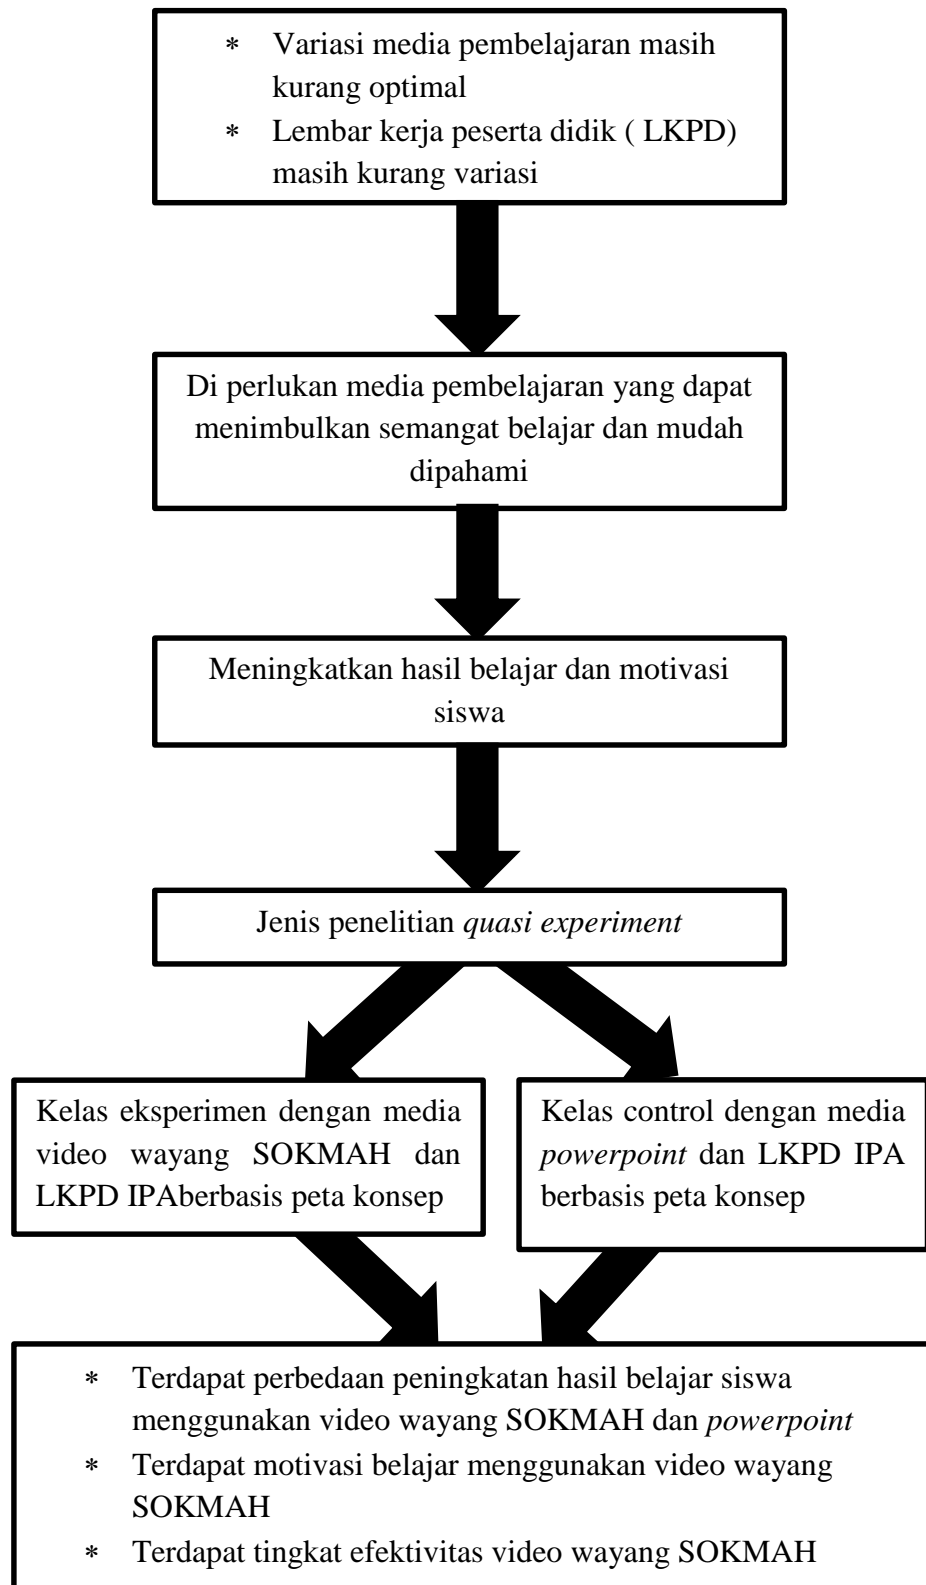 * Variasi media pembelajaran masih
kurang optimal
* Lembar kerja peserta didik ( LKPD)
masih kurang variasi
Di perlukan media pembelajaran yang dapat
menimbulkan semangat belajar dan mudah
dipahami
Meningkatkan hasil belajar dan motivasi
siswa
Jenis penelitian quasi experiment
Kelas eksperimen dengan media
video wayang SOKMAH dan
LKPD IPAberbasis peta konsep
Kelas control dengan media
powerpoint dan LKPD IPA
berbasis peta konsep
* Terdapat perbedaan peningkatan hasil belajar siswa
menggunakan video wayang SOKMAH dan powerpoint
* Terdapat motivasi belajar menggunakan video wayang
SOKMAH
* Terdapat tingkat efektivitas video wayang SOKMAH